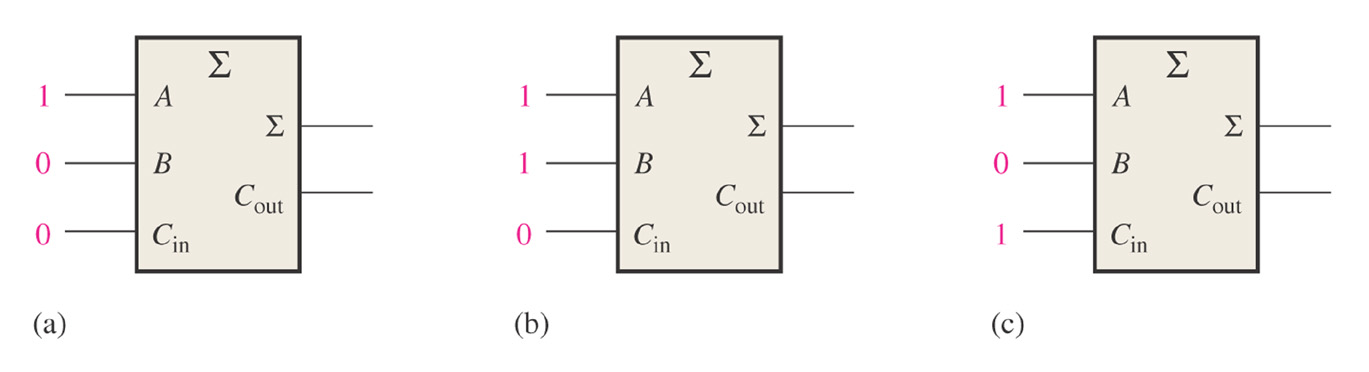 Σ Σ Σ
1 A 1 A 1 A
Σ Σ Σ
0 B 1 B 0 B
Cout Cout Cout
0 Cin 0 Cin 1 Cin
(a) (b) (c)